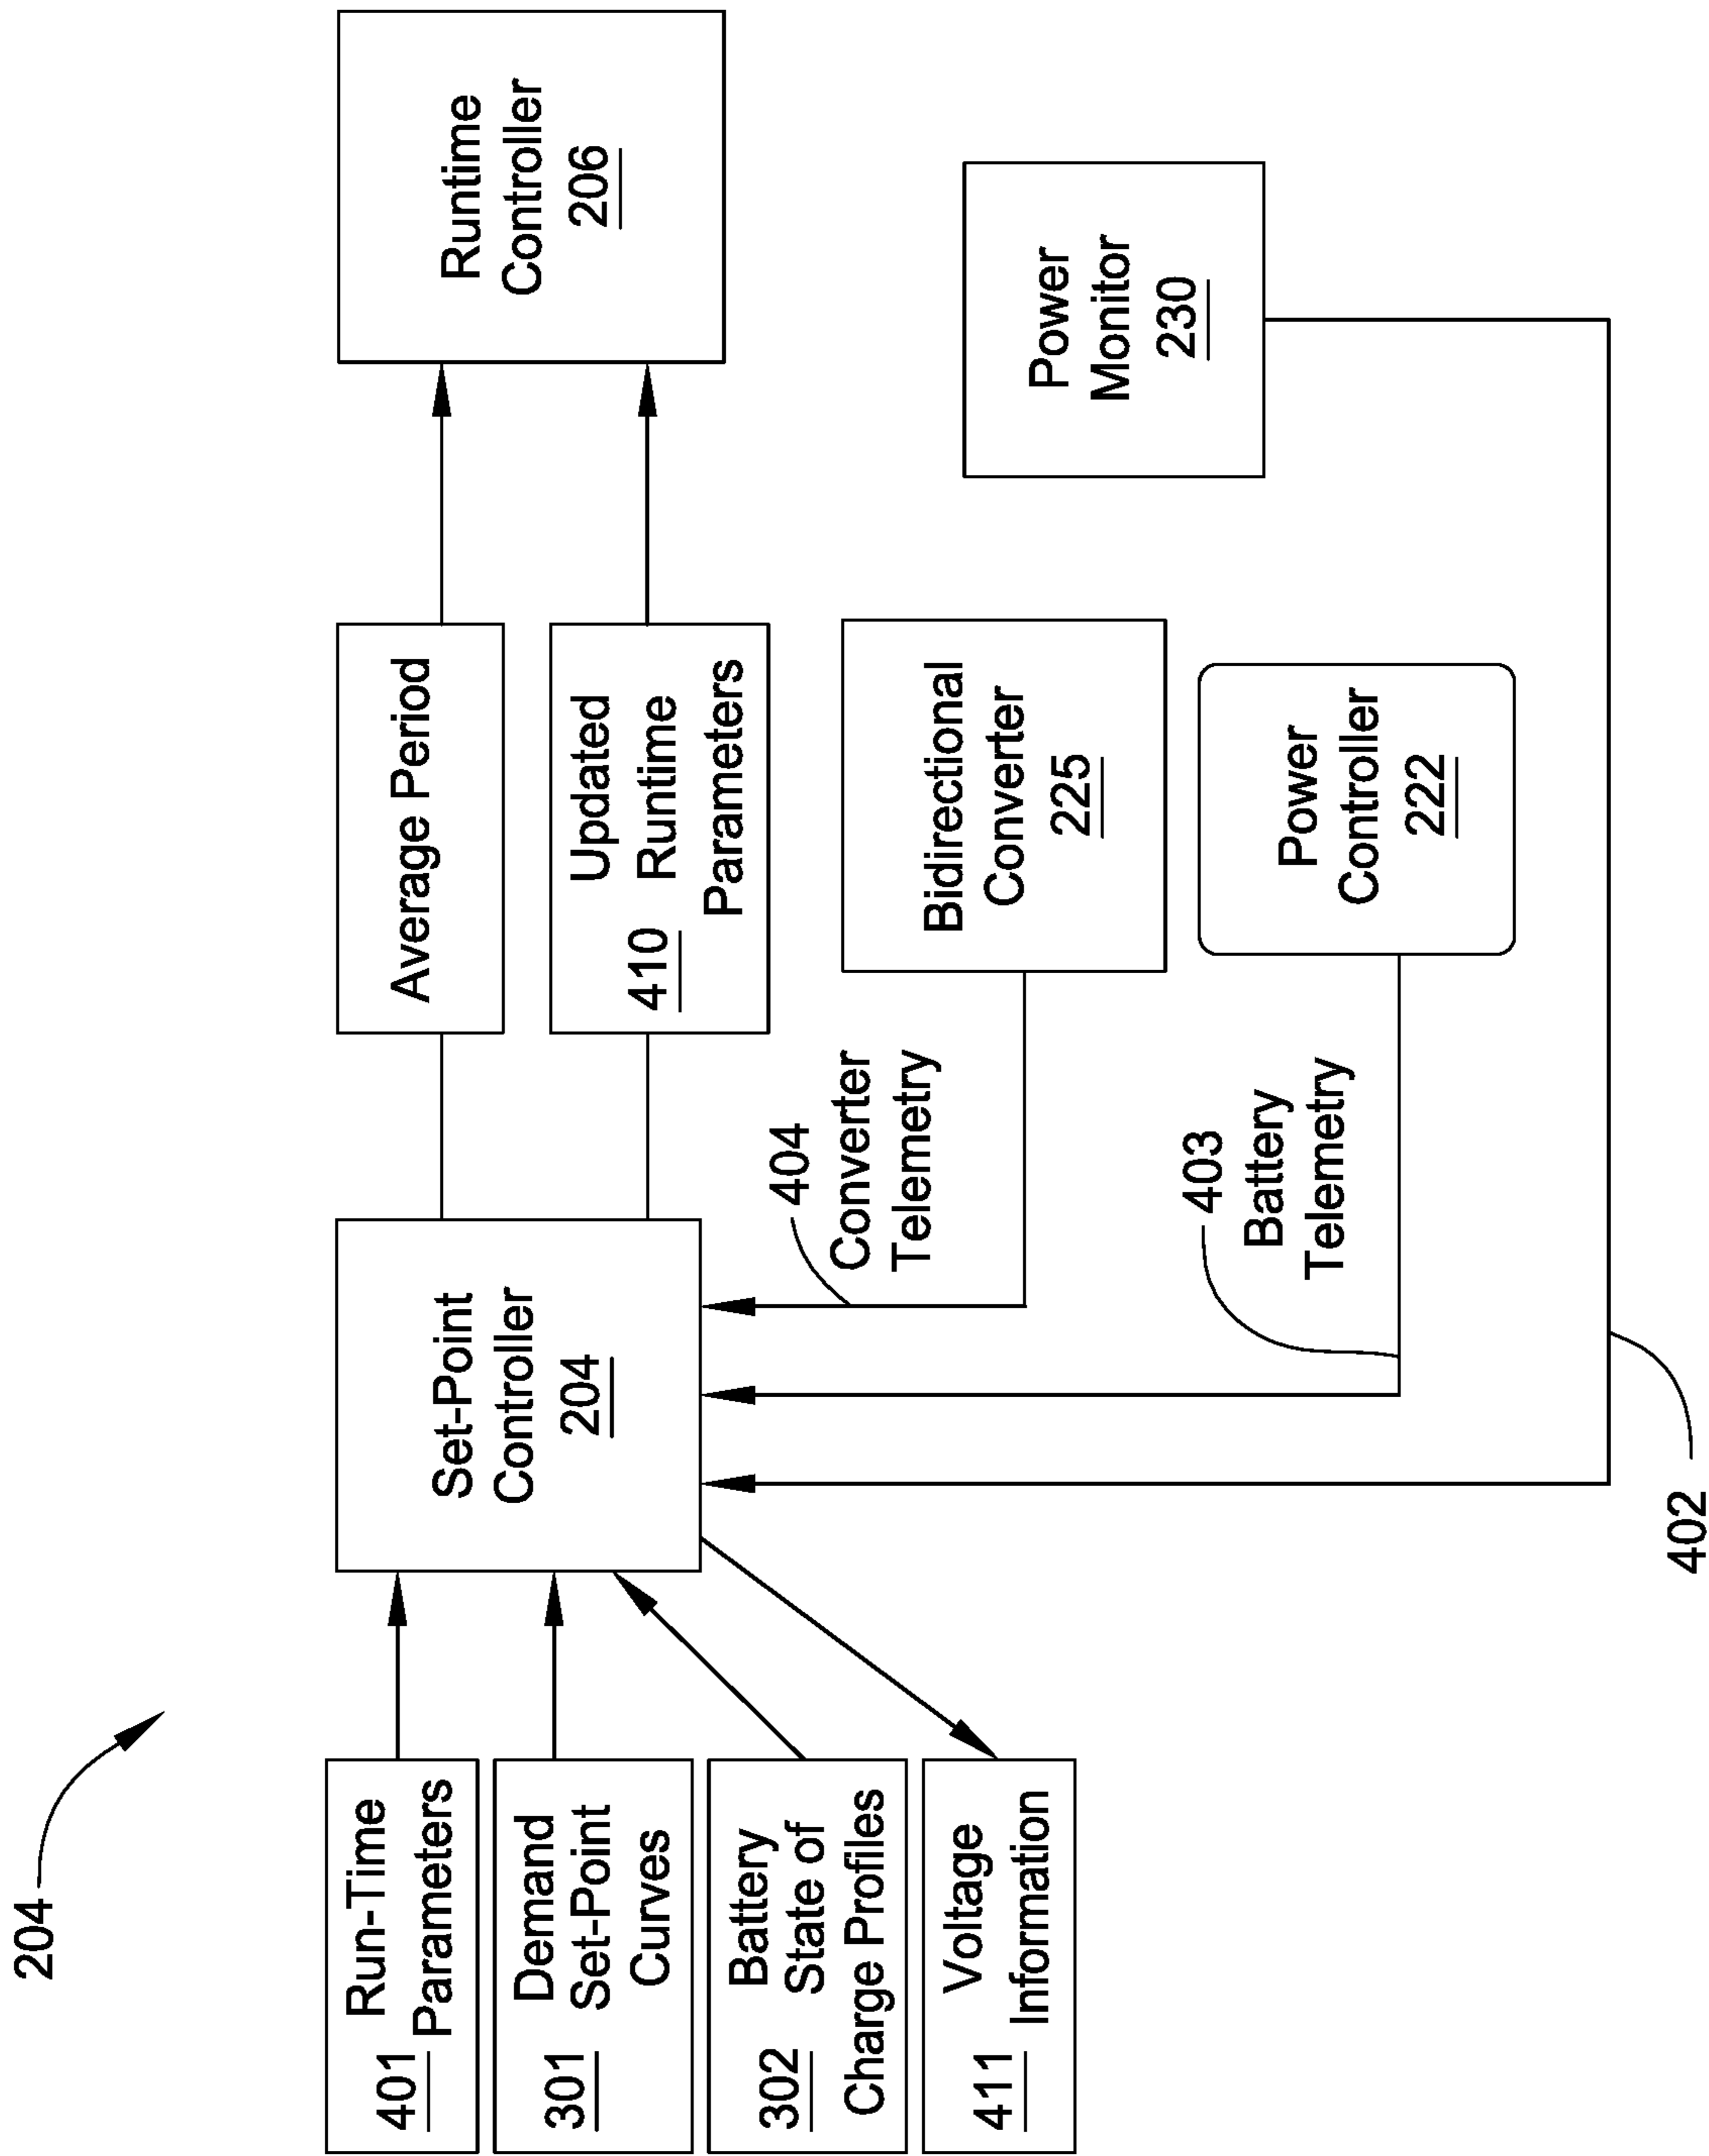 204
Run-Time
401 Parameters
Demand
301 Set-Point
Curves
Battery
302 State of
Charge Profiles
Voltage
411 Information
Set-Point
Controller
204
Average Period
Updated
410 Runtime
Parameters
Runtime
Controller
206
404
Converter
Telemetry
Bidirectional
Converter
225
403
Battery
Telemetry
Power
Controller
222
Power
Monitor
230
402